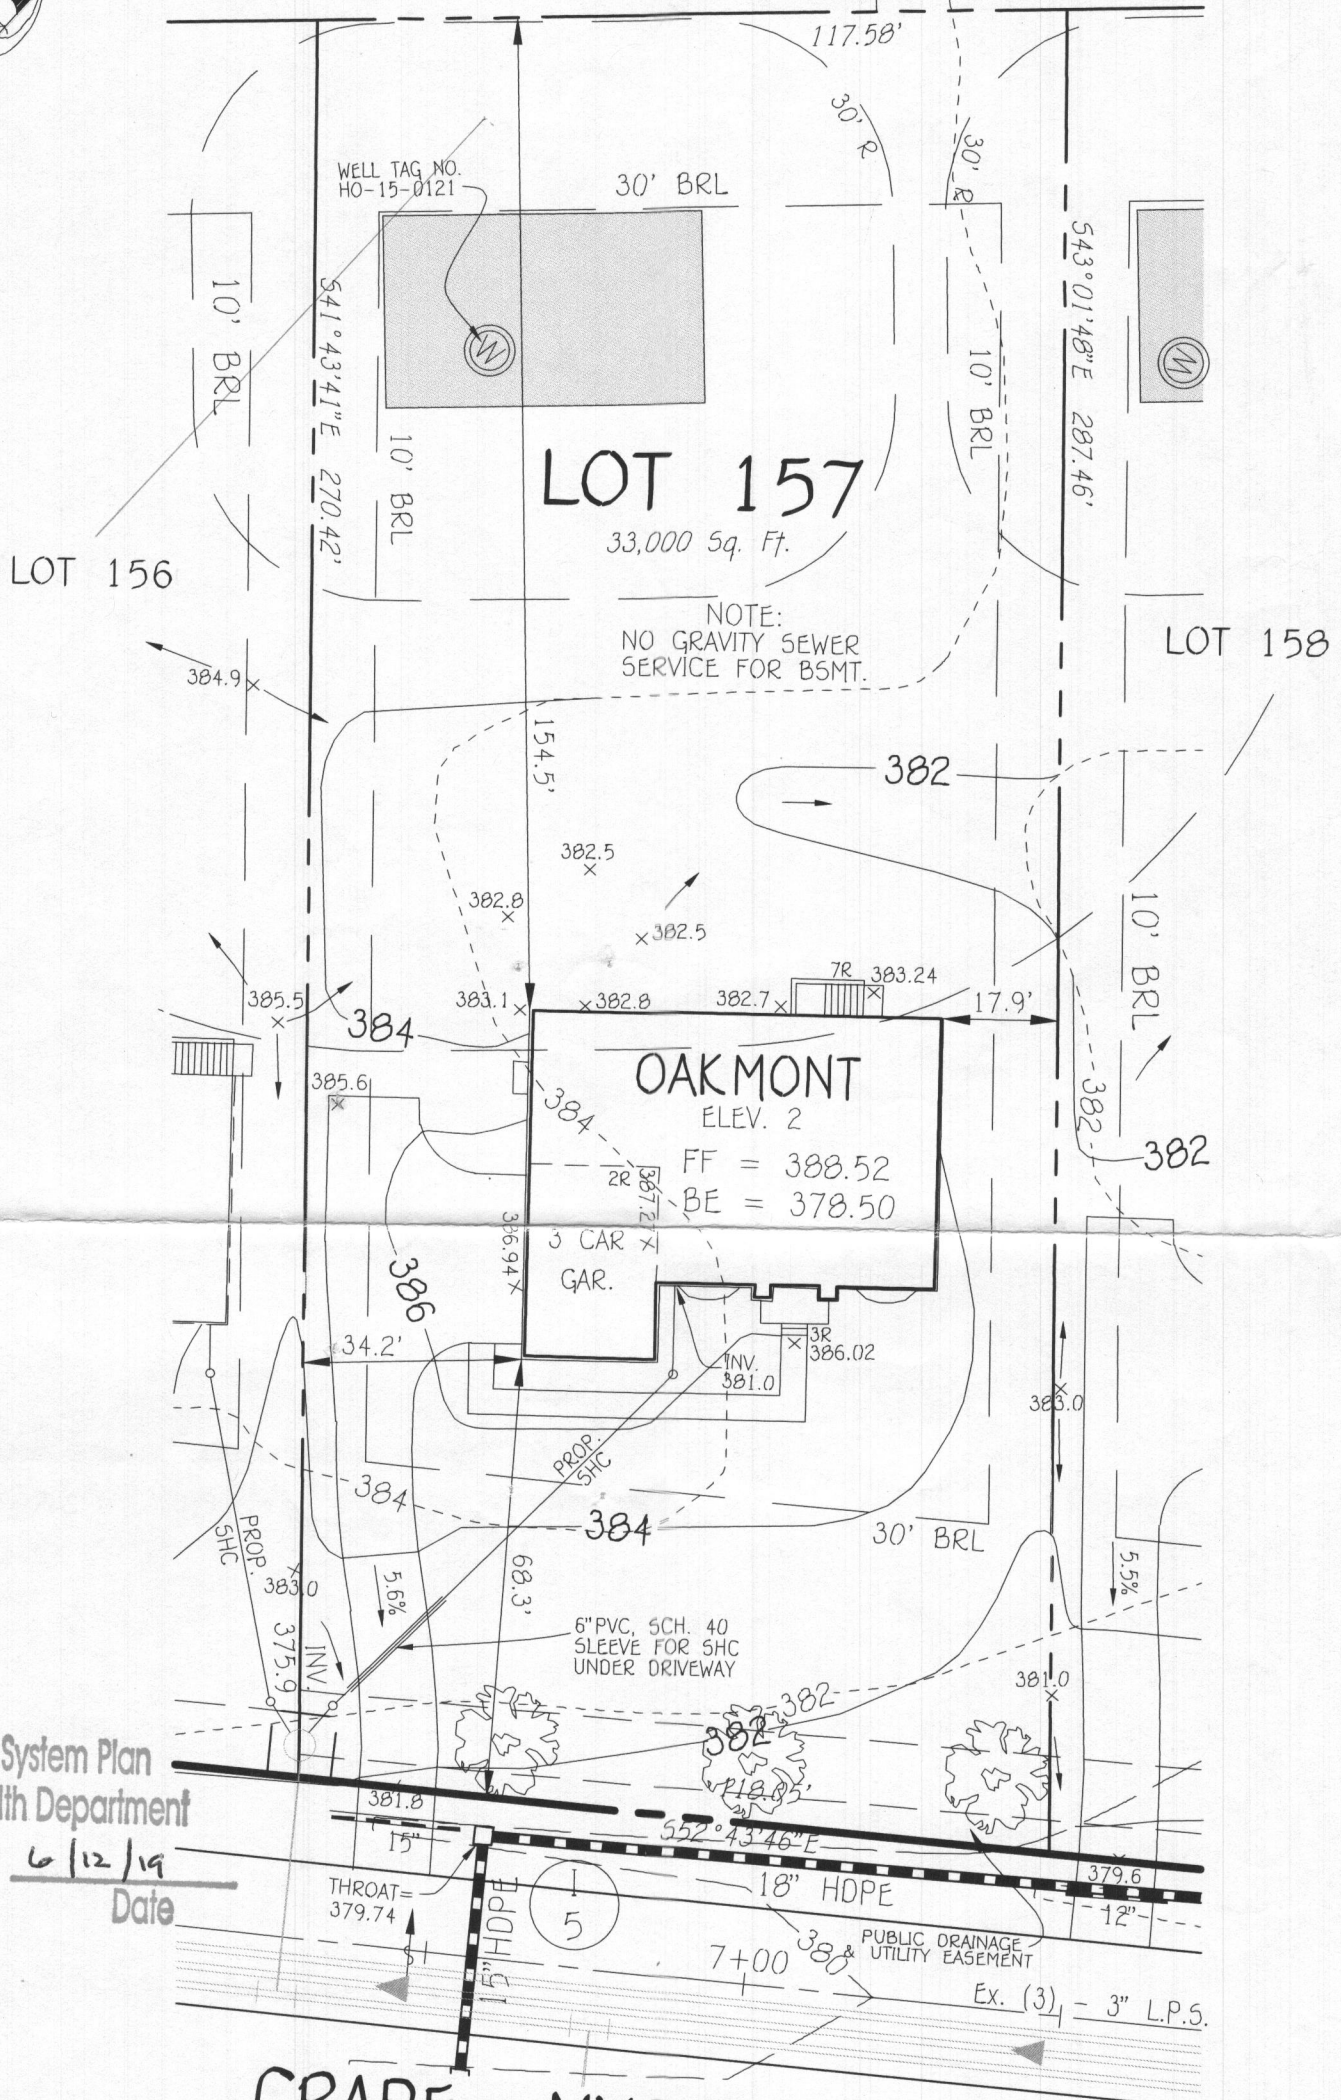 117.58'
30' R
30' R
WELL TAG NO.
HO-15-0121
30' BRL
W
W
10' BRL
S41°43'41"E 270.42'
10' BRL
10' BRL
S43°01'48"E 287.46'
LOT 157
33,000 Sq. Ft.
LOT 156
NOTE:
NO GRAVITY SEWER
SERVICE FOR BSMT.
LOT 158
384.9
154.5'
382
382.5
382.8
382.5
10' BRL
7R
383.24
385.5
383.1
382.8
382.7
17.9'
384
385.6
OAKMONT
ELEV. 2
384
382
FF = 388.52
382
2R
387.27
BE = 378.50
386.94
3 CAR
GAR.
386
34.2'
3R
386.02
INV.
381.0
383.0
PROP.
SHC
384
384
30' BRL
PROP.
SHC
383.0
5.6%
68.3'
5.5%
INV.
375.9
6" PVC, SCH. 40
SLEEVE FOR SHC
UNDER DRIVEWAY
381.0
382
382
System Plan
lth Department
6/12/19
Date
381.8
15"
S52°43'46"E
18" HDPE
379.6
12"
THROAT=
379.74
15" HDPE
I
5
7+00
380
PUBLIC DRAINAGE
& UTILITY EASEMENT
Ex. (3) - 3" L.P.S.